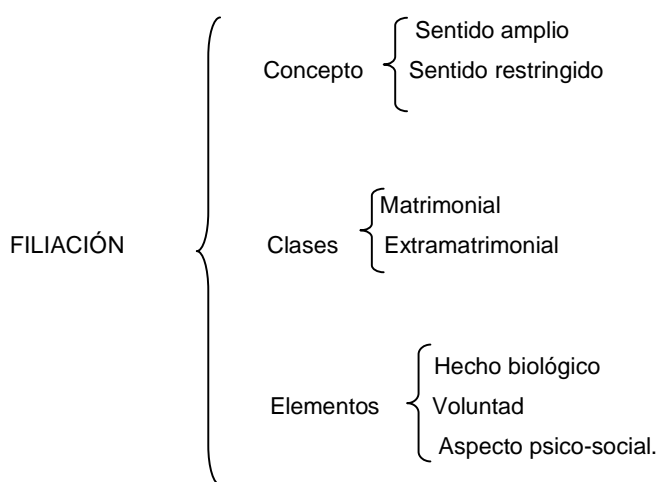 Sentido amplio
Concepto
Sentido restringido
Matrimonial
FILIACIÓN
Clases
Extramatrimonial
Hecho biológico
Elementos
Voluntad
Aspecto psico-social.